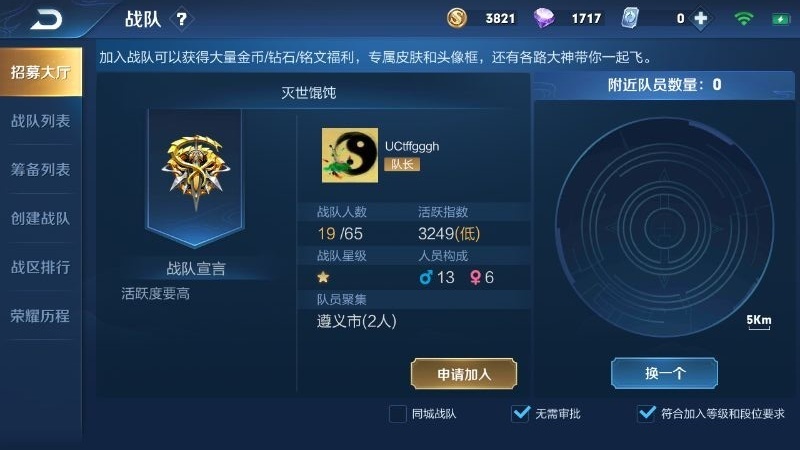 战队 ?
3821
1717
0
加入战队可以获得大量金币/钻石/铭文福利，专属皮肤和头像框，还有各路大神带你一起飞。
招募大厅
战队列表
筹备列表
创建战队
战区排行
荣耀历程
灭世馄饨
UCtffgggh
队长
战队人数
活跃指数
19 /65
3249(低)
战队星级
人员构成
13
6
队员聚集
遵义市(2人)
战队宣言
活跃度要高
申请加入
附近队员数量：0
5Km
换一个
同城战队
无需审批
符合加入等级和段位要求